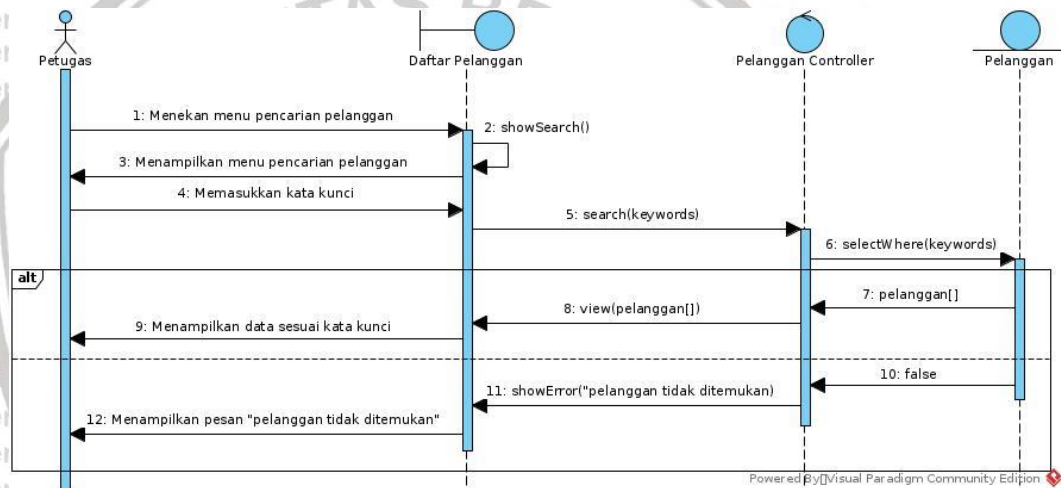 Petugas
Daftar Pelanggan
Pelanggan Controller
Pelanggan
1: Menekan menu pencarian pelanggan
2: showSearch()
3: Menampilkan menu pencarian pelanggan
4: Memasukkan kata kunci
5: search(keywords)
6: selectWhere(keywords)
alt
7: pelanggan[]
8: view(pelanggan[])
9: Menampilkan data sesuai kata kunci
10: false
11: showError("pelanggan tidak ditemukan)
12: Menampilkan pesan "pelanggan tidak ditemukan"
Powered By Visual Paradigm Community Edition